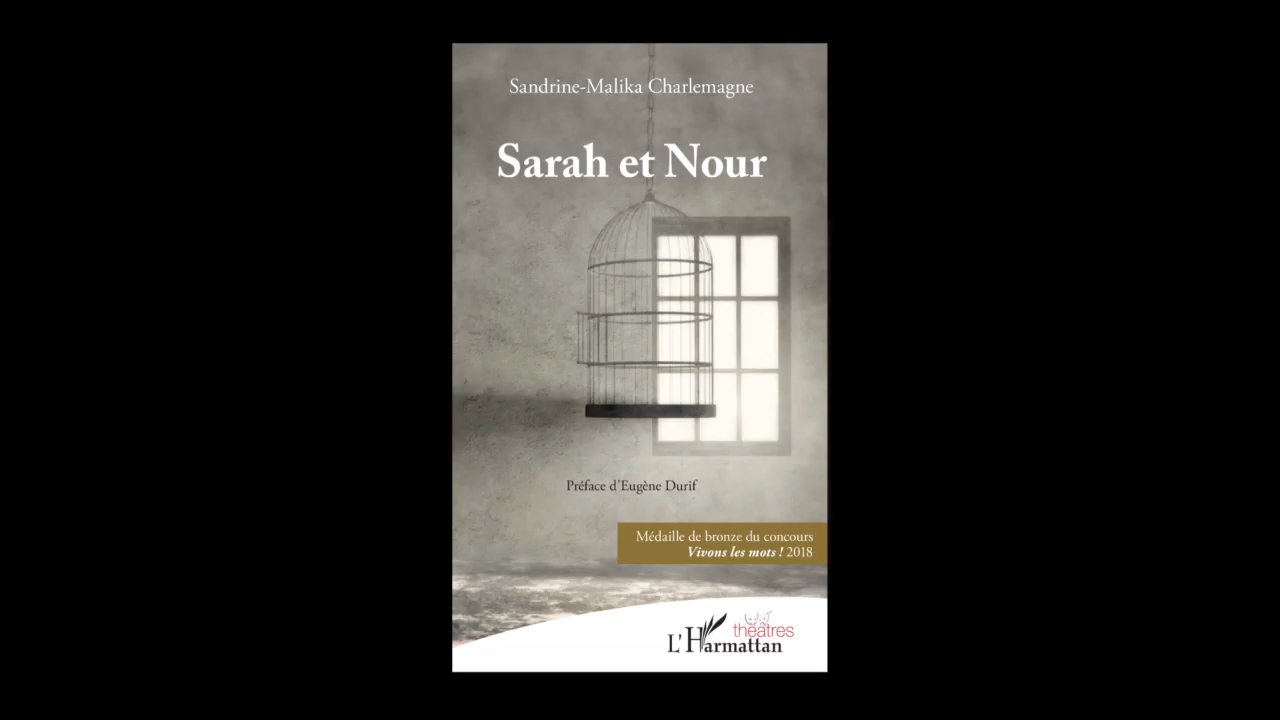 Sandrine-Malika Charlemagne
Sarah et Nour
Préface d'Eugène Durif
Médaille de bronze du concours
Vivons les mots ! 2018
théâtres
L'Harmattan